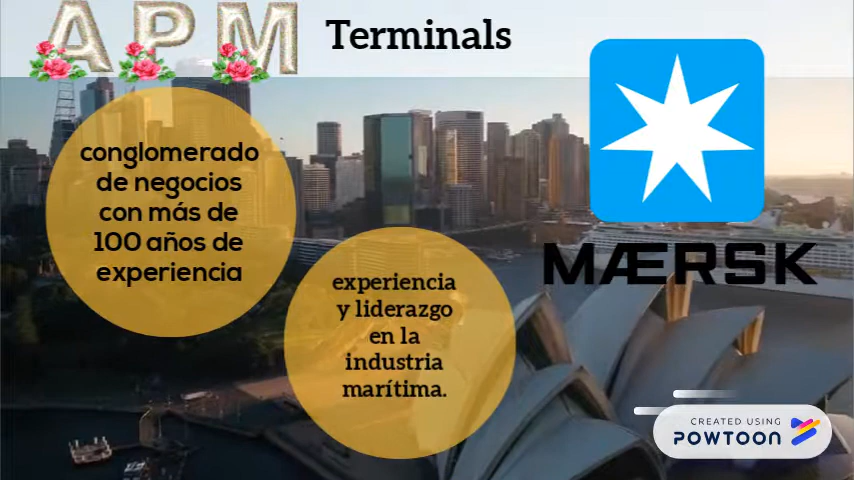 APM Terminals
conglomerado
de negocios
con más de
100 años de
experiencia
experiencia
y liderazgo
en la
industria
marítima.
MÆRSK
CREATED USING
POWTOON